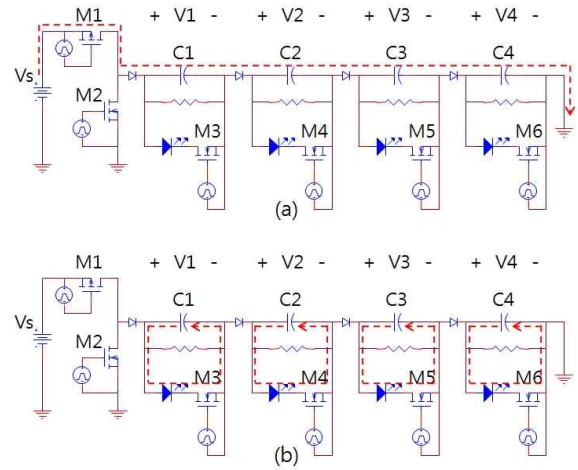 M1 + V1 - + V2 - + V3 - + V4 -
C1 C2 C3 C4
Vs
M2
M3 M4 M5 M6
(a)
M1 + V1 - + V2 - + V3 - + V4 -
C1 C2 C3 C4
Vs
M2
M3 M4 M5 M6
(b)